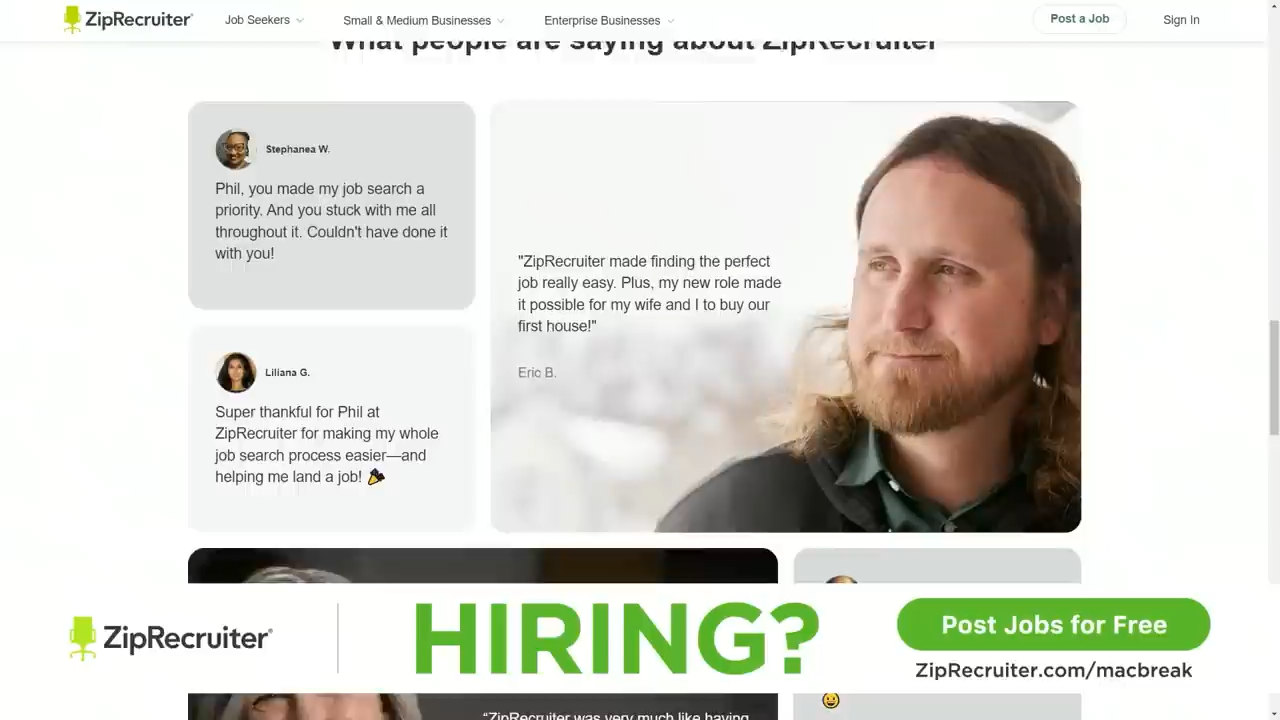 ZipRecruiter
Job Seekers
Small & Medium Businesses
Enterprise Businesses
Post a Job
Sign In
What people are saying about ZipRecruiter
Stephanea W.
Phil, you made my job search a
priority. And you stuck with me all
throughout it. Couldn't have done it
with you!
"ZipRecruiter made finding the perfect
job really easy. Plus, my new role made
it possible for my wife and I to buy our
first house!"
Eric B.
Liliana G.
Super thankful for Phil at
ZipRecruiter for making my whole
job search process easier—and
helping me land a job! 🎉
ZipRecruiter
HIRING?
Post Jobs for Free
ZipRecruiter.com/macbreak
“ZipRecruiter was very much like having